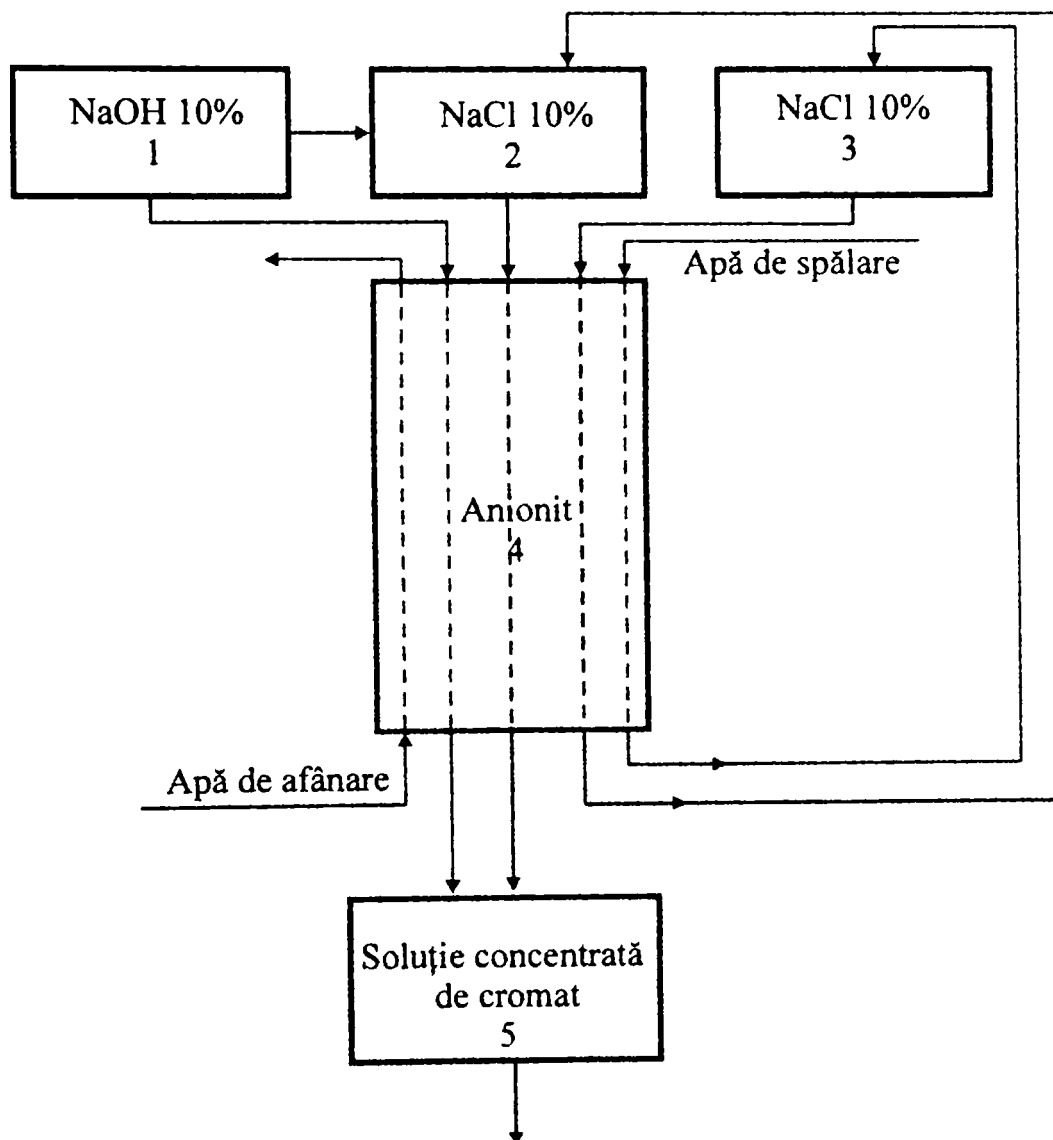 NaOH 10%
1
NaCl 10%
2
NaCl 10%
3
Apă de spălare
Anionit
4
Apă de afânare
Soluție concentrată
de cromat
5